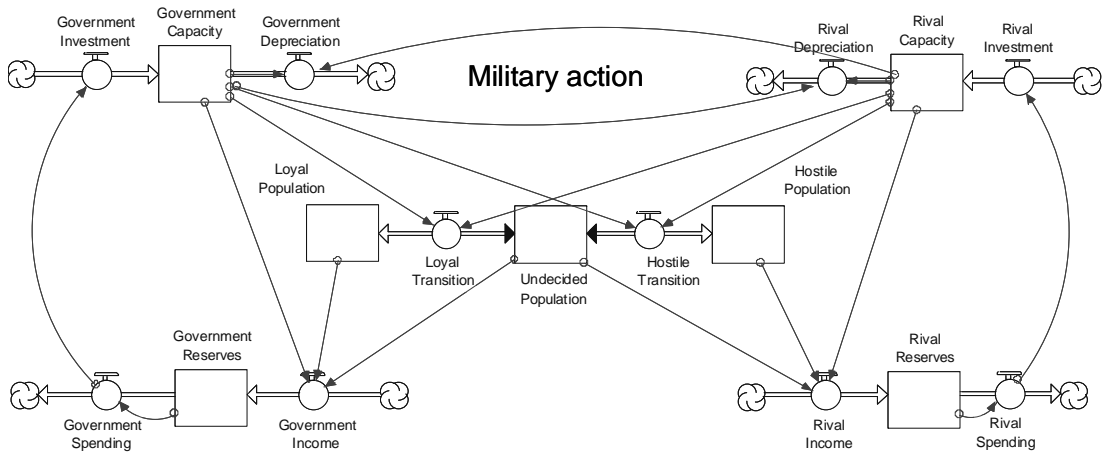 Government
Investment
Government
Capacity
Government
Depreciation
Military action
Rival
Depreciation
Rival
Capacity
Rival
Investment
Loyal
Population
Hostile
Population
Loyal
Transition
Undecided
Population
Hostile
Transition
Government
Reserves
Rival
Reserves
Government
Spending
Government
Income
Rival
Income
Rival
Spending